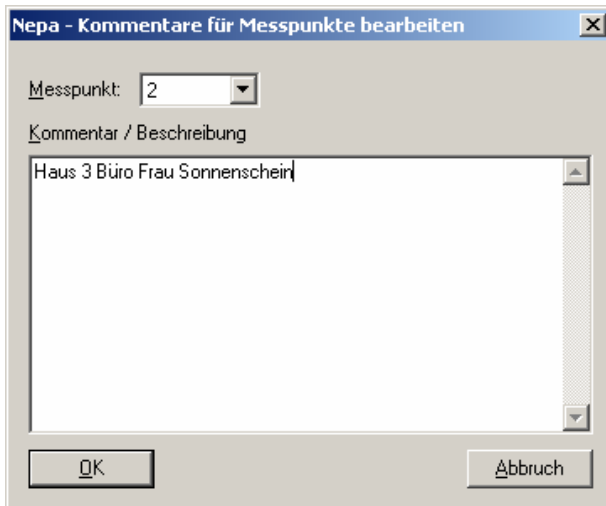 Nepa - Kommentare für Messpunkte bearbeiten
Messpunkt: 2
Kommentar / Beschreibung
Haus 3 Büro Frau Sonnenschein
OK Abbruch